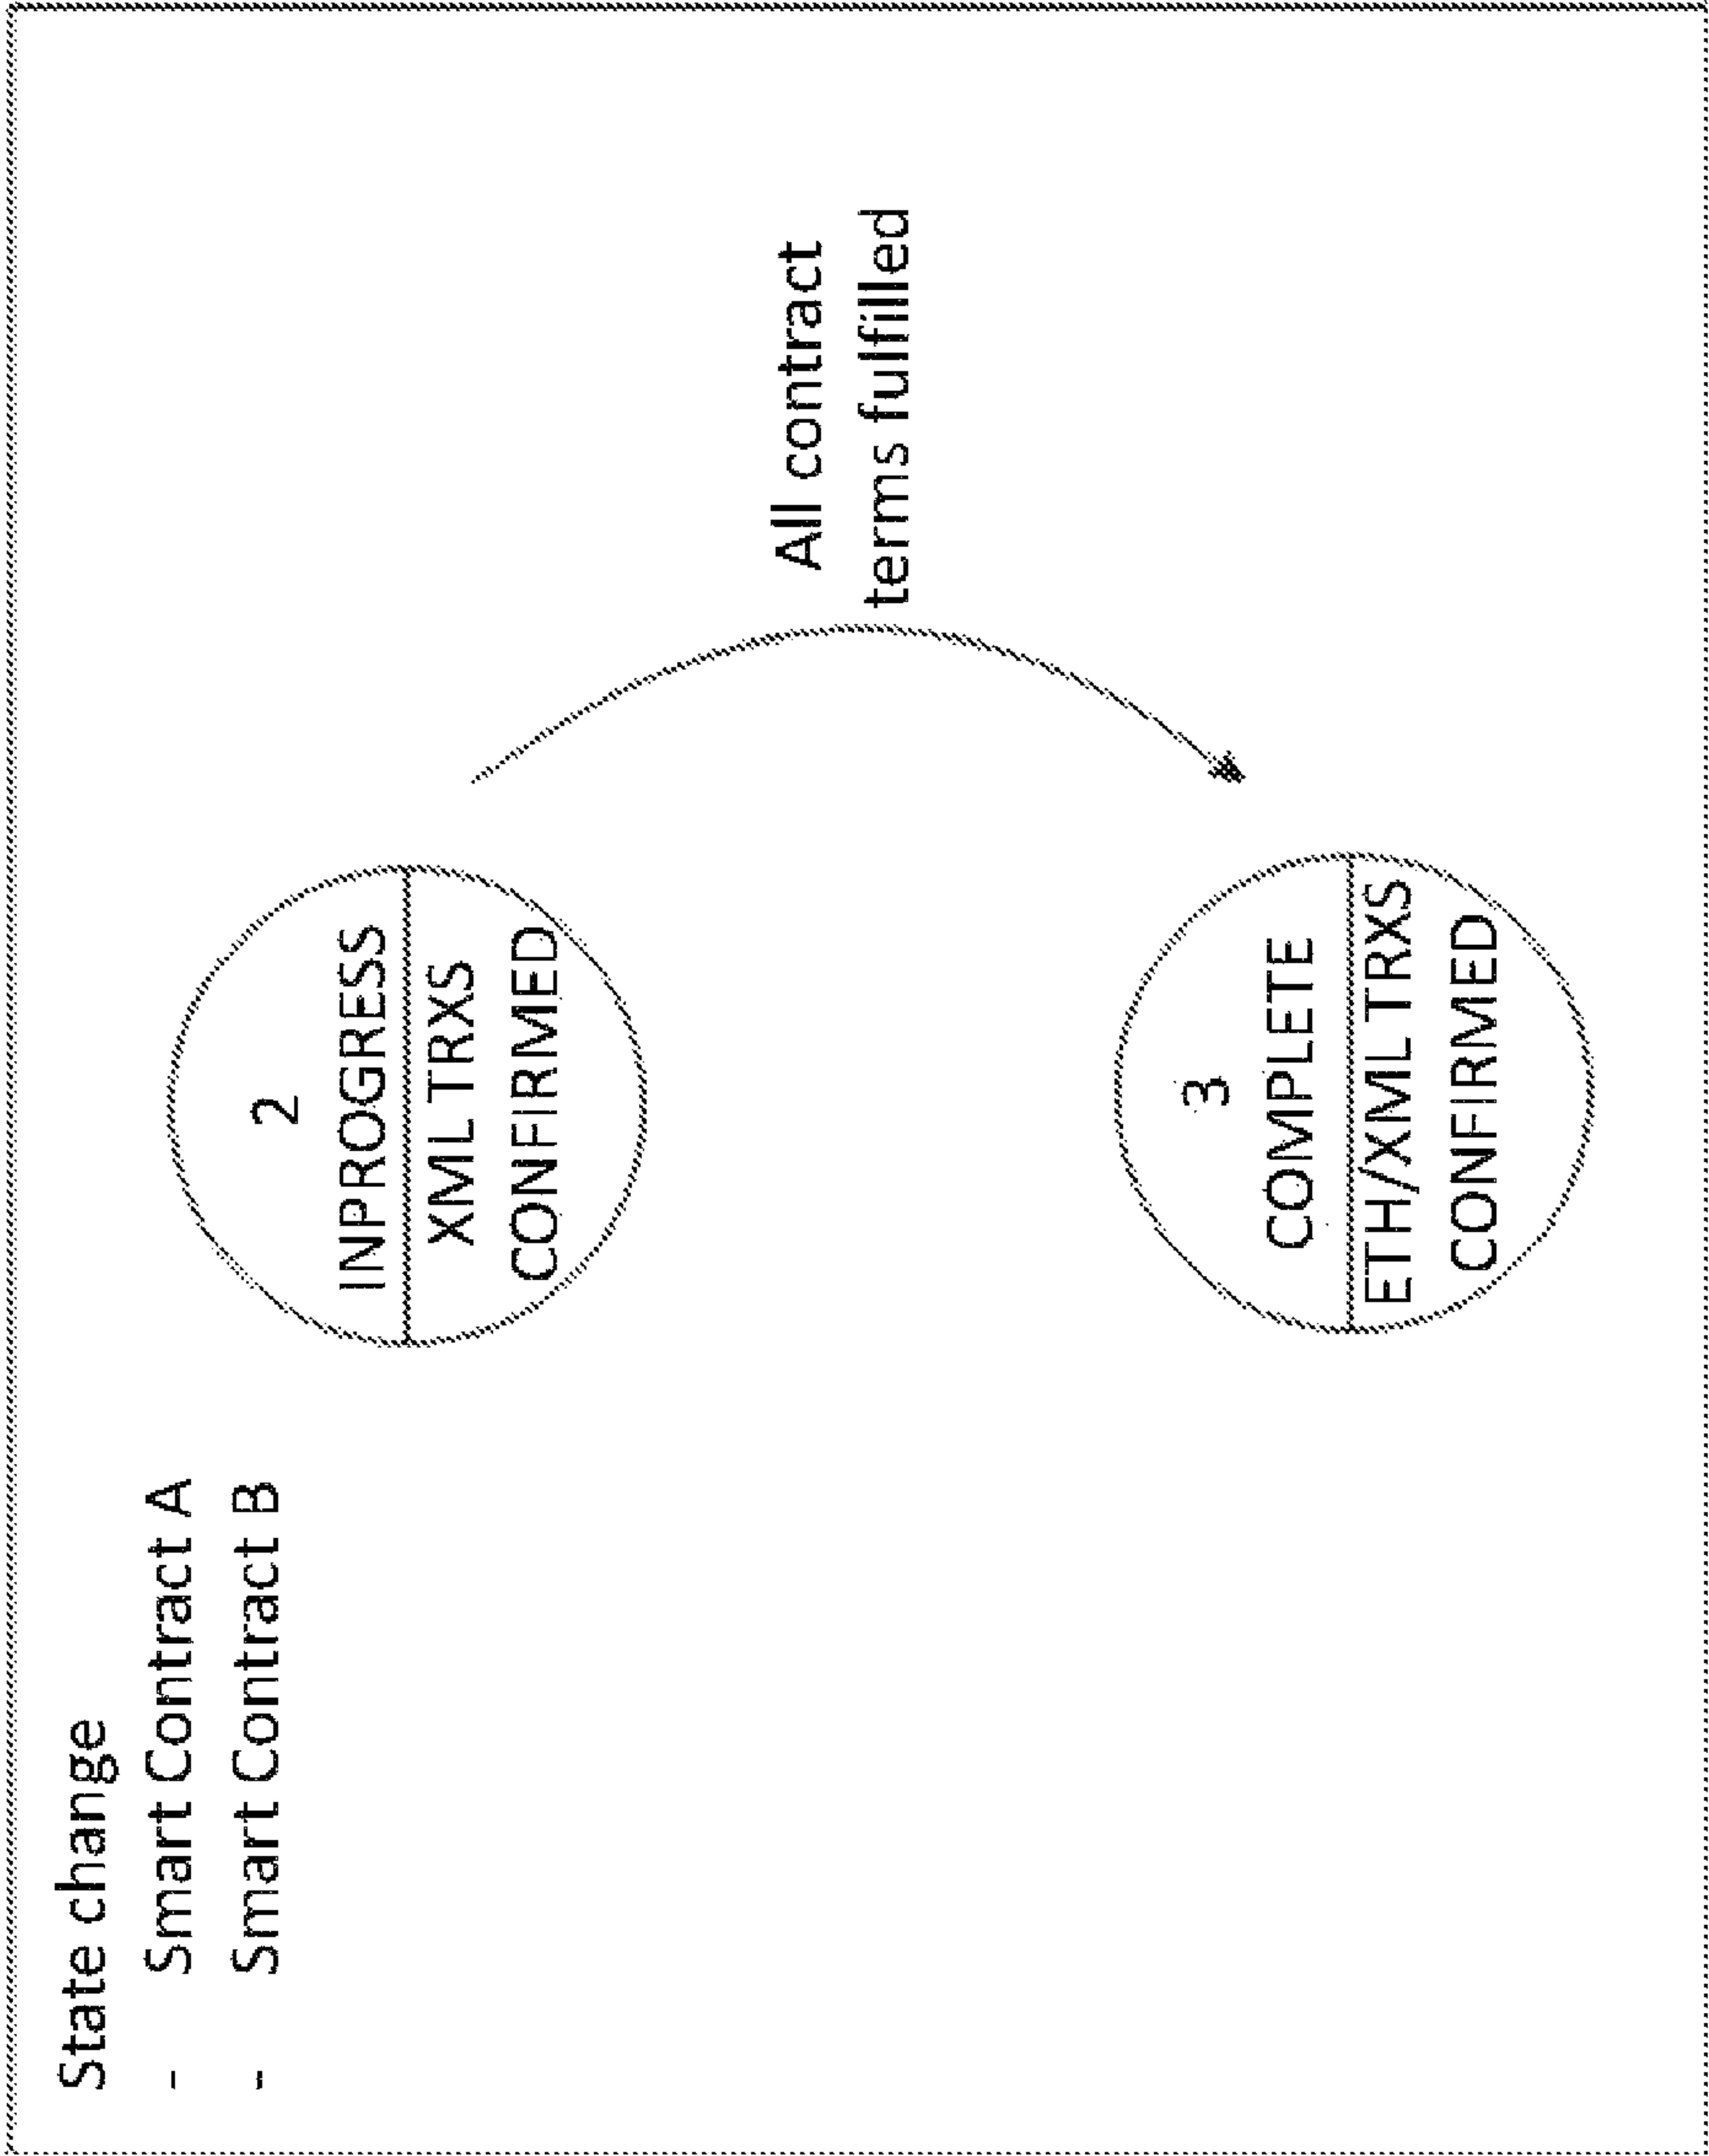 State change
- Smart Contract A
- Smart Contract B
2
INPROGRESS
XML TRXS
CONFIRMED
All contract
terms fulfilled
3
COMPLETE
ETH/XML TRXS
CONFIRMED